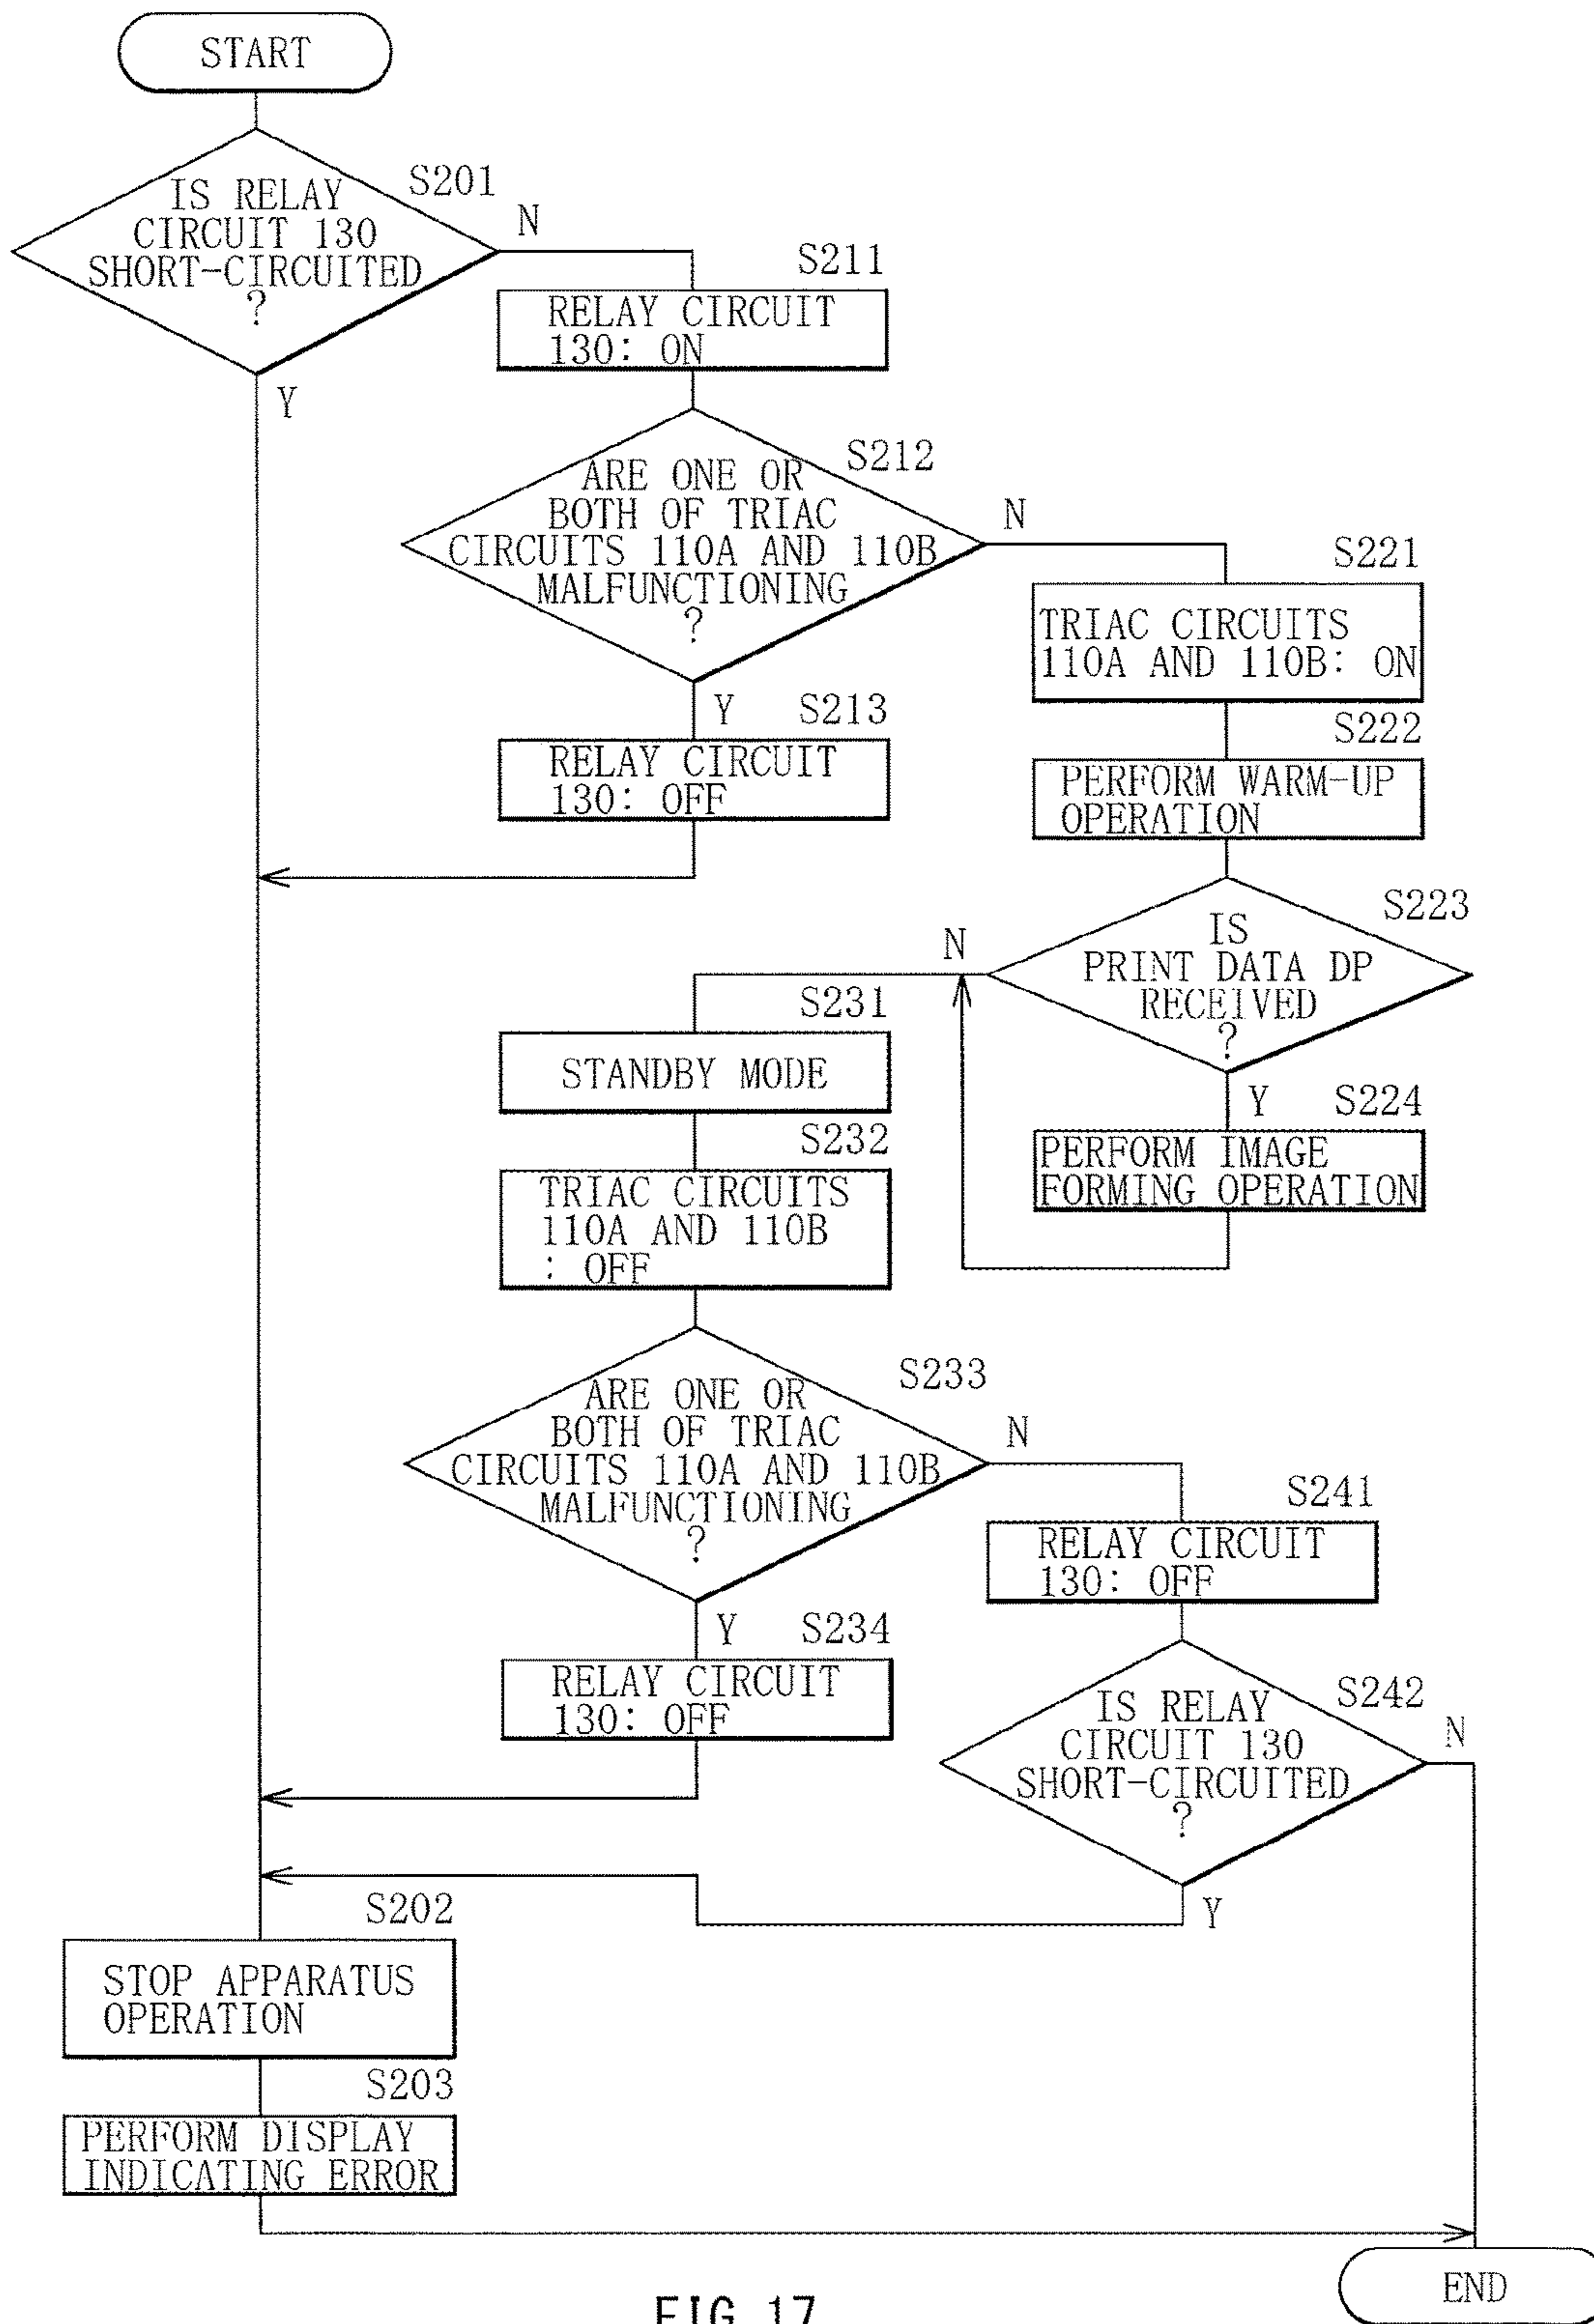 START
S201
IS RELAY
CIRCUIT 130
SHORT-CIRCUITED
?
N
Y
S211
RELAY CIRCUIT
130: ON
S212
ARE ONE OR
BOTH OF TRIAC
CIRCUITS 110A AND 110B
MALFUNCTIONING
?
N
Y
S213
RELAY CIRCUIT
130: OFF
S221
TRIAC CIRCUITS
110A AND 110B: ON
S222
PERFORM WARM-UP
OPERATION
S223
IS
PRINT DATA DP
RECEIVED
?
N
Y
S224
PERFORM IMAGE
FORMING OPERATION
S231
STANDBY MODE
S232
TRIAC CIRCUITS
110A AND 110B
: OFF
S233
ARE ONE OR
BOTH OF TRIAC
CIRCUITS 110A AND 110B
MALFUNCTIONING
?
N
Y
S234
RELAY CIRCUIT
130: OFF
S241
RELAY CIRCUIT
130: OFF
S242
IS RELAY
CIRCUIT 130
SHORT-CIRCUITED
?
N
Y
S202
STOP APPARATUS
OPERATION
S203
PERFORM DISPLAY
INDICATING ERROR
END
FIG. 17